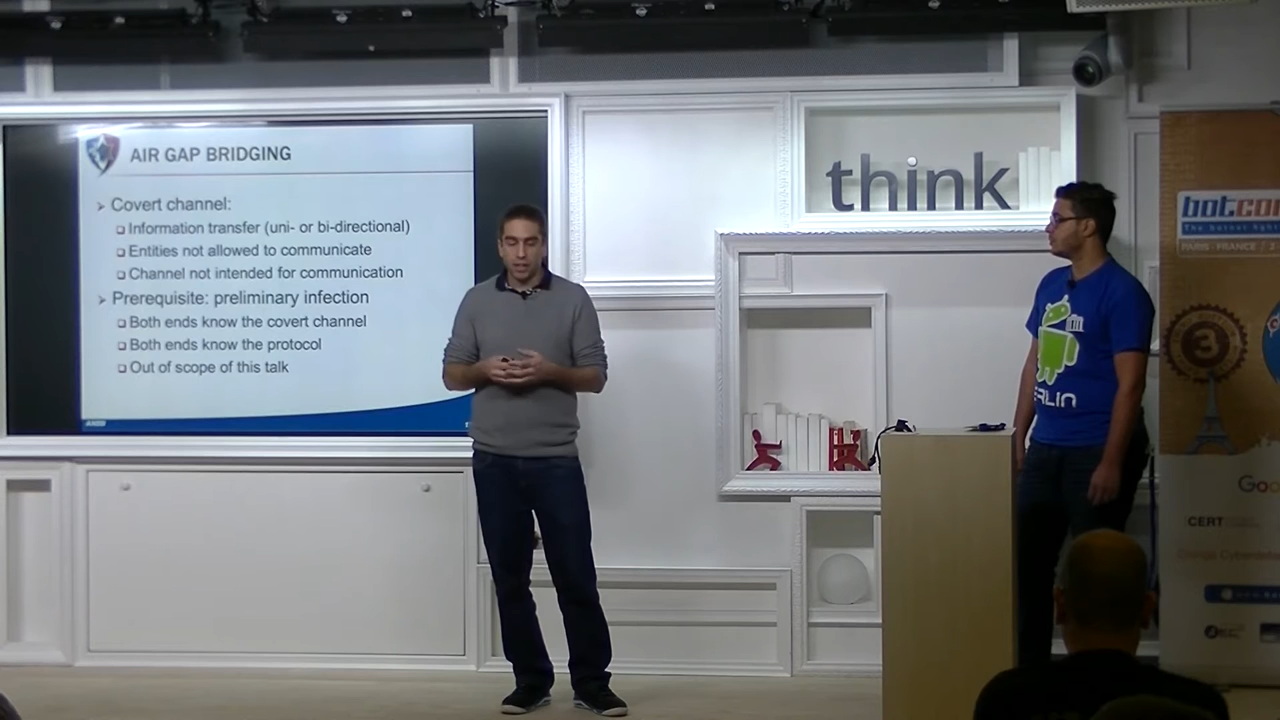 AIR GAP BRIDGING
Covert channel:
Information transfer (uni- or bi-directional)
Entities not allowed to communicate
Channel not intended for communication
Prerequisite: preliminary infection
Both ends know the covert channel
Both ends know the protocol
Out of scope of this talk
think
ERLIN
botcon
PARIS - FRANCE
3
Goo
CERT